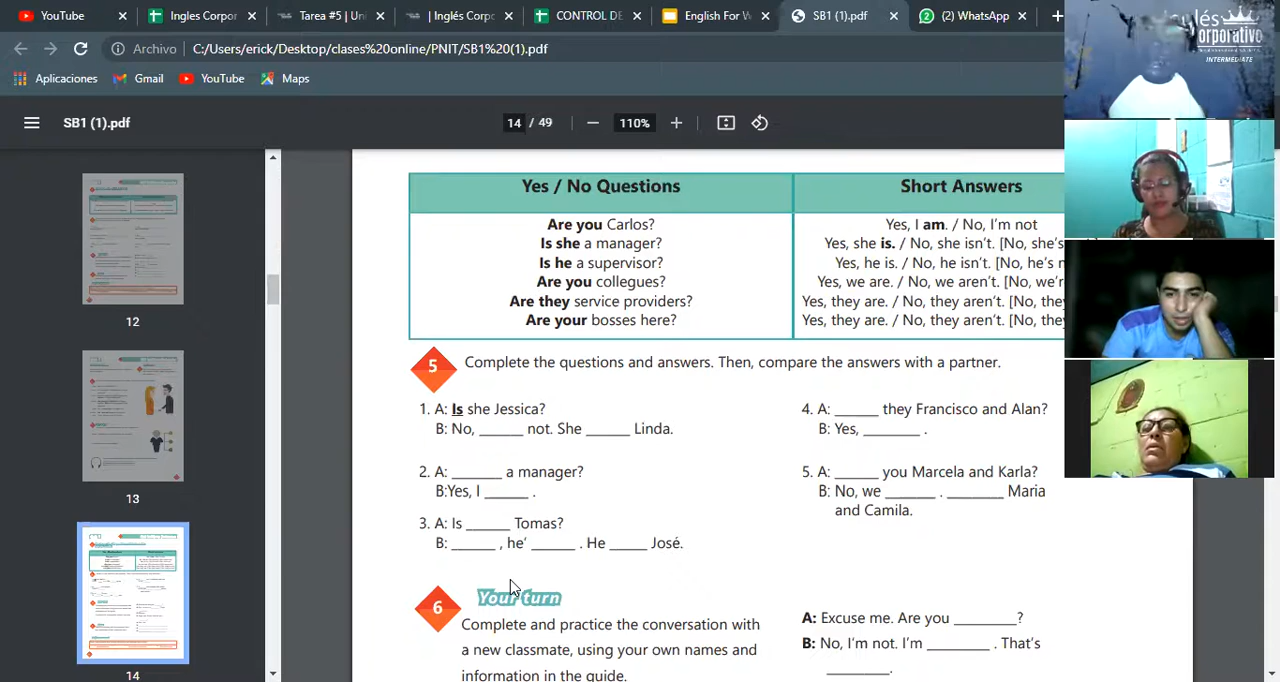 YouTube
Ingles Corpor
Tarea #5 | Uni
| Inglés Corpo
CONTROL DE
English For W
SB1 (1).pdf
(2) WhatsApp
Archivo
C:/Users/erick/Desktop/clases%20online/PNIT/SB1%20(1).pdf
Aplicaciones
Gmail
YouTube
Maps
SB1 (1).pdf
14 / 49
110%
orporativo
INTERMEDIATE
12
13
14
Yes / No Questions
Short Answers
Are you Carlos?
Yes, I am. / No, I'm not
Is she a manager?
Yes, she is. / No, she isn't. [No, she's
Is he a supervisor?
Yes, he is. / No, he isn't. [No, he's n
Are you collegues?
Yes, we are. / No, we aren't. [No, we'r
Are they service providers?
Yes, they are. / No, they aren't. [No, they
Are your bosses here?
Yes, they are. / No, they aren't. [No, they
5
Complete the questions and answers. Then, compare the answers with a partner.
1. A: Is she Jessica?
B: No, ______ not. She ______ Linda.
2. A: _______ a manager?
B:Yes, I ______ .
3. A: Is ______ Tomas?
B: ______ , he' ______ . He _____ José.
4. A: ______ they Francisco and Alan?
B: Yes, ________ .
5. A: _____ you Marcela and Karla?
B: No, we _______ . ________ Maria
and Camila.
6
Your turn
Complete and practice the conversation with
a new classmate, using your own names and
information in the guide.
A: Excuse me. Are you _________ ?
B: No, I'm not. I'm _________ . That's
_________.